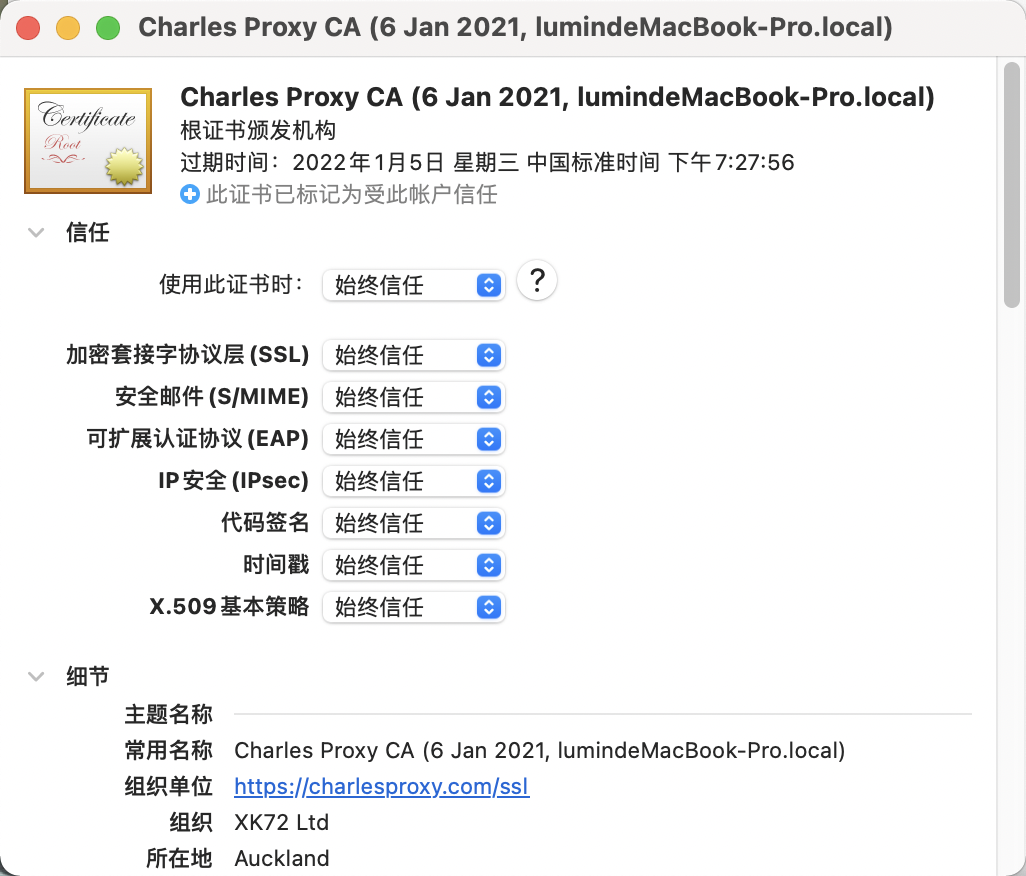 Charles Proxy CA (6 Jan 2021, lumindeMacBook-Pro.local)
Certificate
Root
Charles Proxy CA (6 Jan 2021, lumindeMacBook-Pro.local)
根证书颁发机构
过期时间：2022年1月5日 星期三 中国标准时间 下午7:27:56
此证书已标记为受此帐户信任
信任
使用此证书时： 始终信任 ?
加密套接字协议层 (SSL) 始终信任
安全邮件 (S/MIME) 始终信任
可扩展认证协议 (EAP) 始终信任
IP 安全 (IPsec) 始终信任
代码签名 始终信任
时间戳 始终信任
X.509 基本策略 始终信任
细节
主题名称
常用名称 Charles Proxy CA (6 Jan 2021, lumindeMacBook-Pro.local)
组织单位 https://charlesproxy.com/ssl
组织 XK72 Ltd
所在地 Auckland